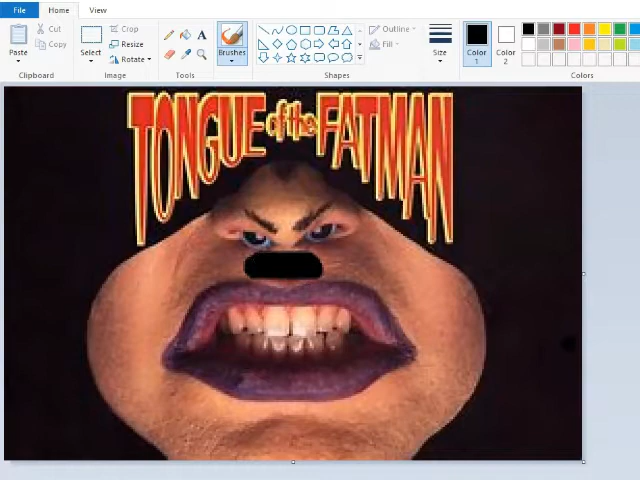 File Home View
Paste Cut Copy Select Crop Resize Rotate Brushes Outline Fill Size Color 1 Color 2
Clipboard Image Tools Shapes Colors
TONGUE of the FATMAN